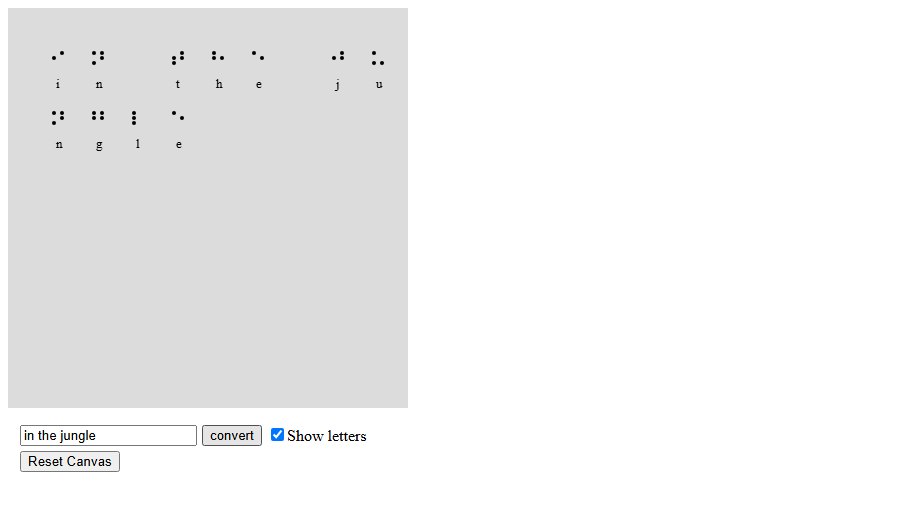 ⠊⠝ ⠞⠓⠑ ⠚⠥
i n t h e j u
⠝⠛⠇⠑
n g l e
in the jungle convert Show letters
Reset Canvas